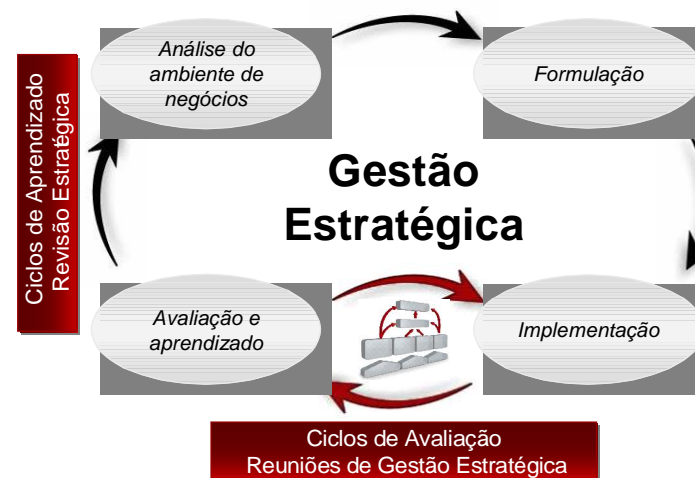 Análise do
ambiente de
negócios
Formulação
Ciclos de Aprendizado
Revisão Estratégica
Gestão
Estratégica
Avaliação e
aprendizado
Implementação
Ciclos de Avaliação
Reuniões de Gestão Estratégica